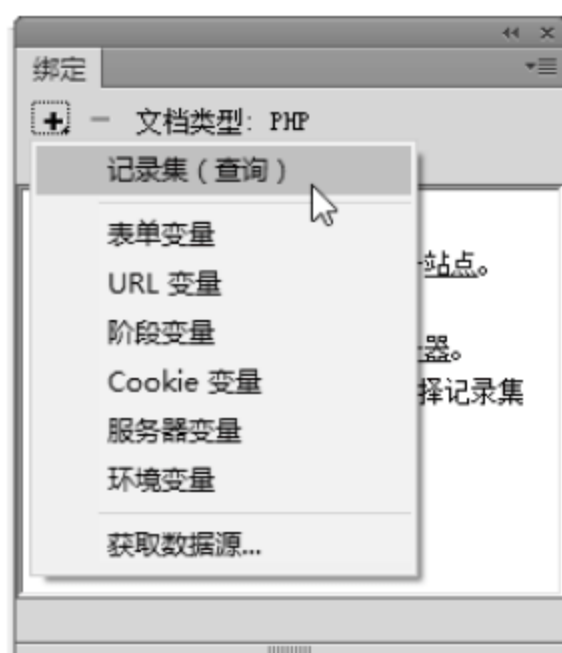 绑定
文档类型: PHP
记录集（查询）
表单变量
站点。
URL 变量
阶段变量
器。
Cookie 变量
择记录集
服务器变量
环境变量
获取数据源...